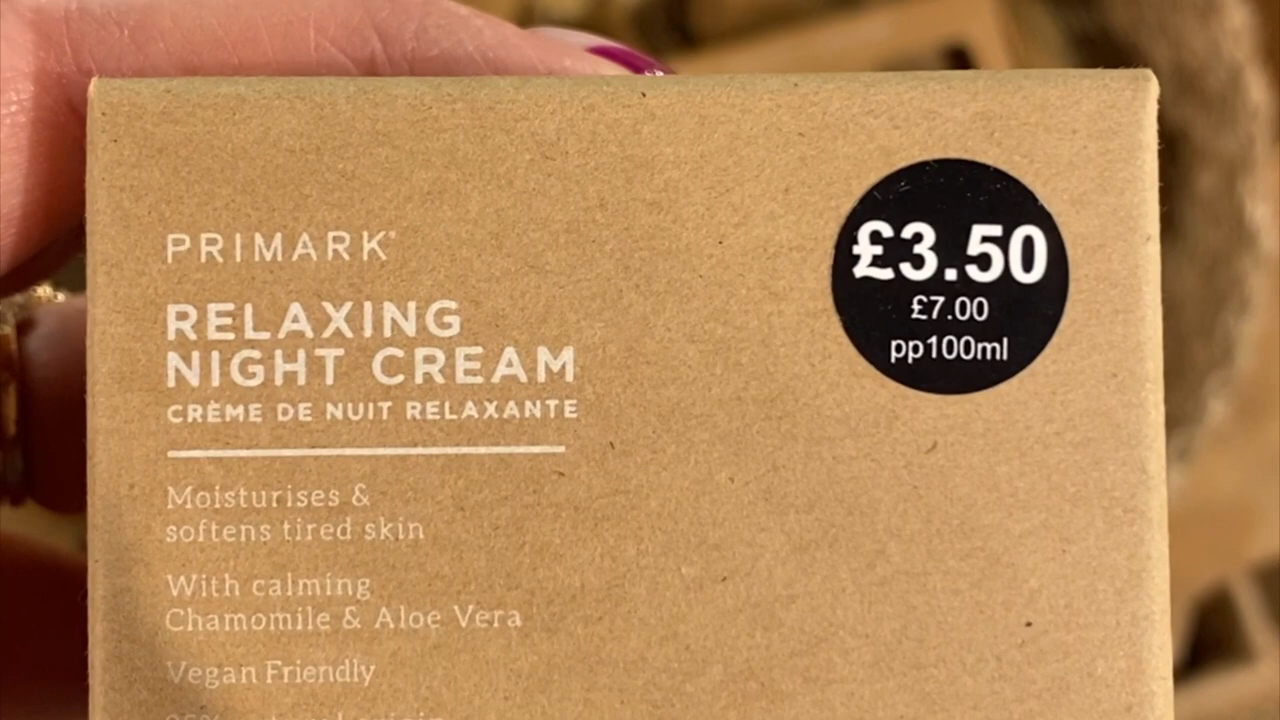 PRIMARK®
RELAXING
NIGHT CREAM
CRÈME DE NUIT RELAXANTE
Moisturises &
softens tired skin
With calming
Chamomile & Aloe Vera
Vegan Friendly
£3.50
£7.00
pp100ml